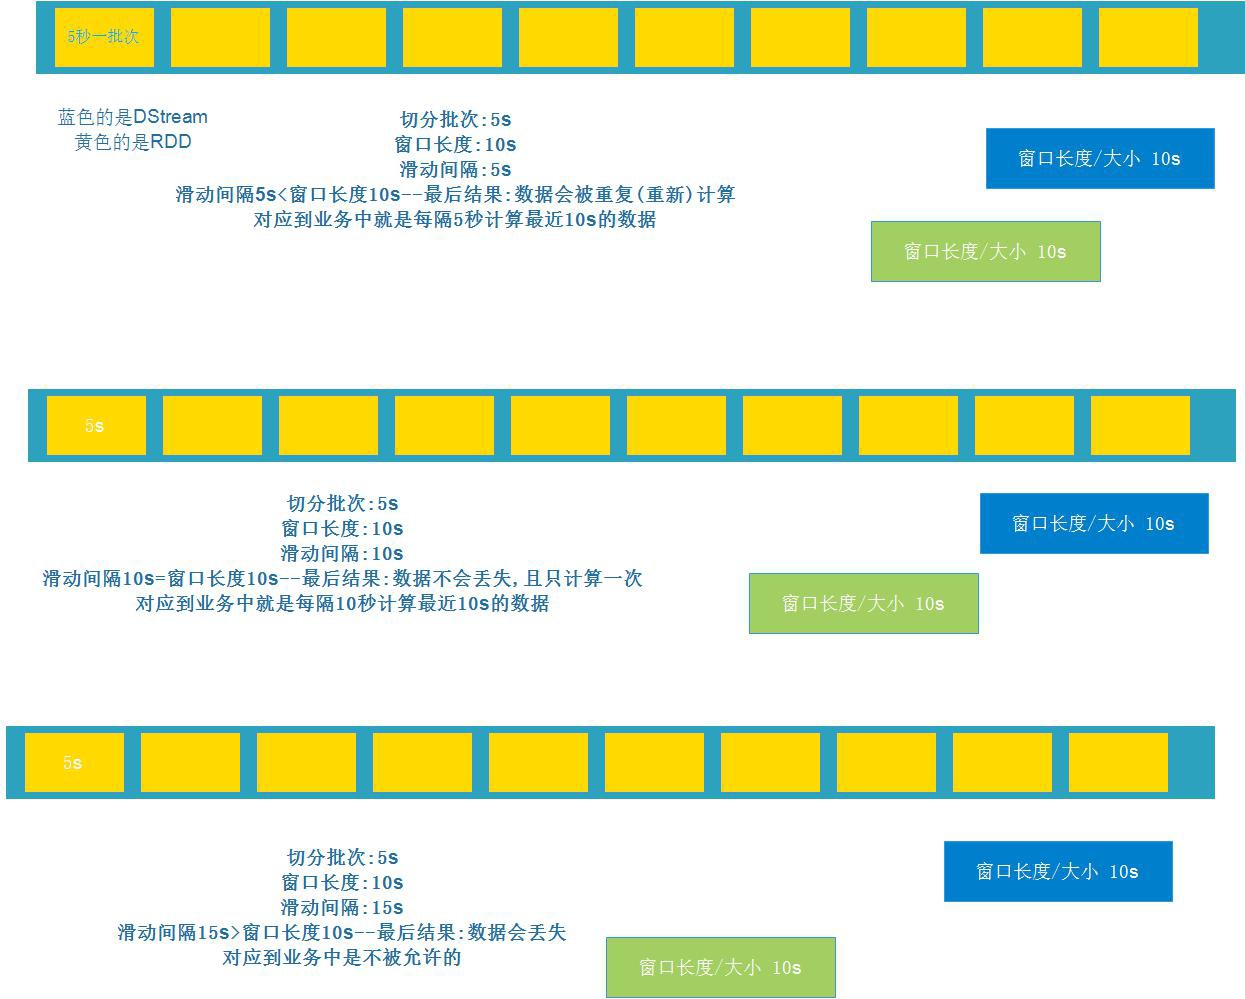 5秒一批次
蓝色的是DStream
黄色的是RDD
切分批次:5s
窗口长度:10s
滑动间隔:5s
滑动间隔5s<窗口长度10s--最后结果:数据会被重复(重新)计算
对应到业务中就是每隔5秒计算最近10s的数据
窗口长度/大小 10s
窗口长度/大小 10s
5s
切分批次:5s
窗口长度:10s
滑动间隔:10s
滑动间隔10s=窗口长度10s--最后结果:数据不会丢失,且只计算一次
对应到业务中就是每隔10秒计算最近10s的数据
窗口长度/大小 10s
窗口长度/大小 10s
5s
切分批次:5s
窗口长度:10s
滑动间隔:15s
滑动间隔15s>窗口长度10s--最后结果:数据会丢失
对应到业务中是不被允许的
窗口长度/大小 10s
窗口长度/大小 10s